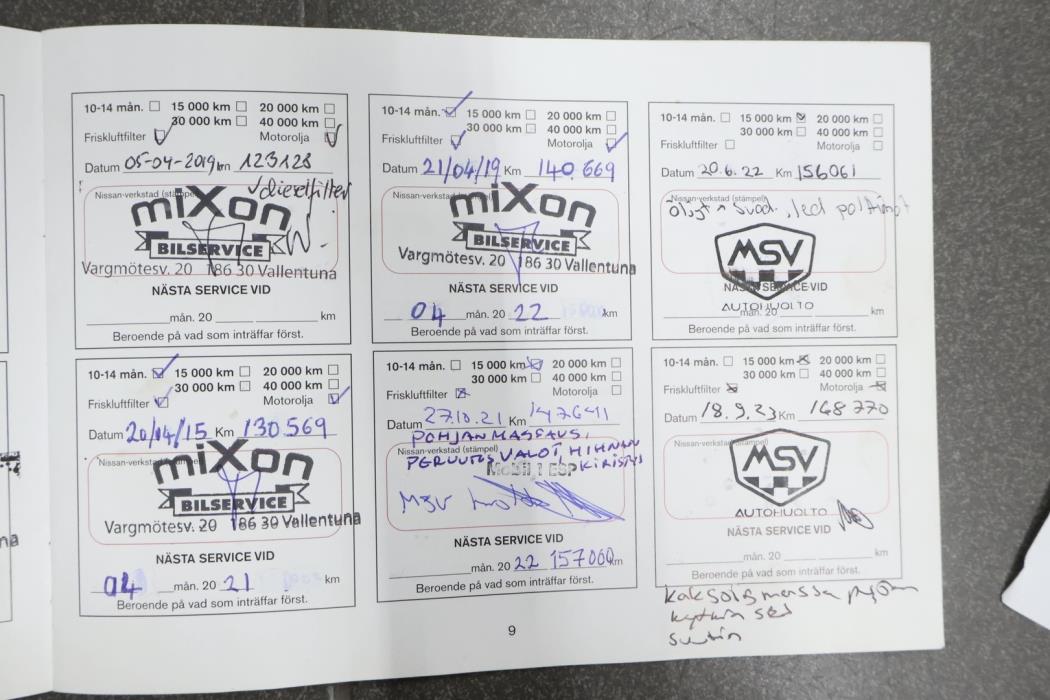 10-14 mån. 15 000 km 20 000 km
30 000 km 40 000 km
Friskluftfilter Motorolja
Datum 05-04-2019 km 123128
dieselfilter
Nissan-verkstad (stämpel)
miXon
BILSERVICE
Vargmötesv. 20 186 30 Vallentuna
NÄSTA SERVICE VID
mån. 20 km
Beroende på vad som inträffar först.
10-14 mån. 15 000 km 20 000 km
30 000 km 40 000 km
Friskluftfilter Motorolja
Datum 21/04/19 Km 140.669
Nissan-verkstad (stämpel)
miXon
BILSERVICE
Vargmötesv. 20 186 30 Vallentuna
NÄSTA SERVICE VID
04 mån. 20 22 km
Beroende på vad som inträffar först.
10-14 mån. 15 000 km 20 000 km
30 000 km 40 000 km
Friskluftfilter Motorolja
Datum 20.6.22 Km 156061
Nissan-verkstad (stämpel)
MSV
NÄSTA SERVICE VID
AUTOHUOLTO
mån. 20 km
Beroende på vad som inträffar först.
10-14 mån. 15 000 km 20 000 km
30 000 km 40 000 km
Friskluftfilter Motorolja
Datum 20/04/15 Km 130.569
Nissan-verkstad (stämpel)
miXon
BILSERVICE
Vargmötesv. 20 186 30 Vallentuna
NÄSTA SERVICE VID
04 mån. 20 21 km
Beroende på vad som inträffar först.
10-14 mån. 15 000 km 20 000 km
30 000 km 40 000 km
Friskluftfilter Motorolja
Datum 27.10.21 Km 147641
POHJANMASSAUS,
Nissan-verkstad (stämpel)
PERUUTUSVALOT, HIHNAN
Mobil 1 ESP KIRISTYS
MSV
NÄSTA SERVICE VID
mån. 20 22 157000 km
Beroende på vad som inträffar först.
10-14 mån. 15 000 km 20 000 km
30 000 km 40 000 km
Friskluftfilter Motorolja
Datum 18.9.23 Km 168770
Nissan-verkstad (stämpel)
MSV
AUTOHUOLTO
NÄSTA SERVICE VID
mån. 20 km
Beroende på vad som inträffar först.
9